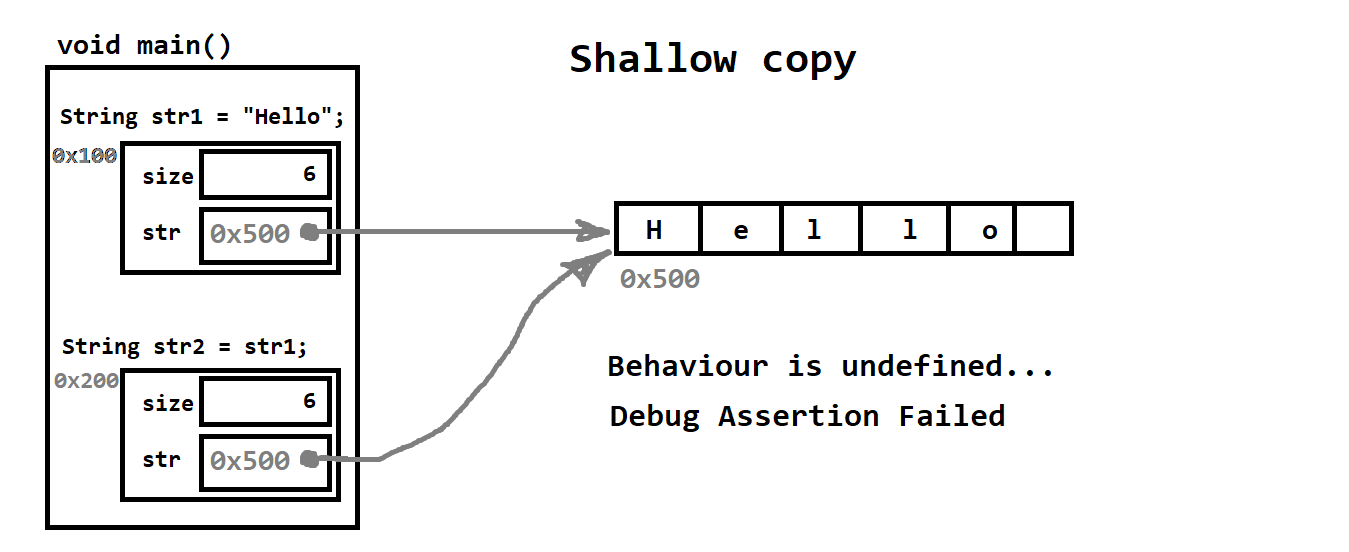 void main()
Shallow copy
String str1 = "Hello";
0x100
size 6
str 0x500
H e l l o
0x500
String str2 = str1;
0x200
size 6
str 0x500
Behaviour is undefined...
Debug Assertion Failed